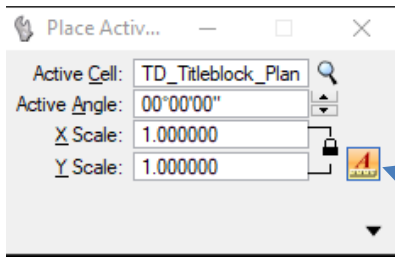 Place Activ...
Active Cell: TD_Titleblock_Plan
Active Angle: 00°00'00"
X Scale: 1.000000
Y Scale: 1.000000
A